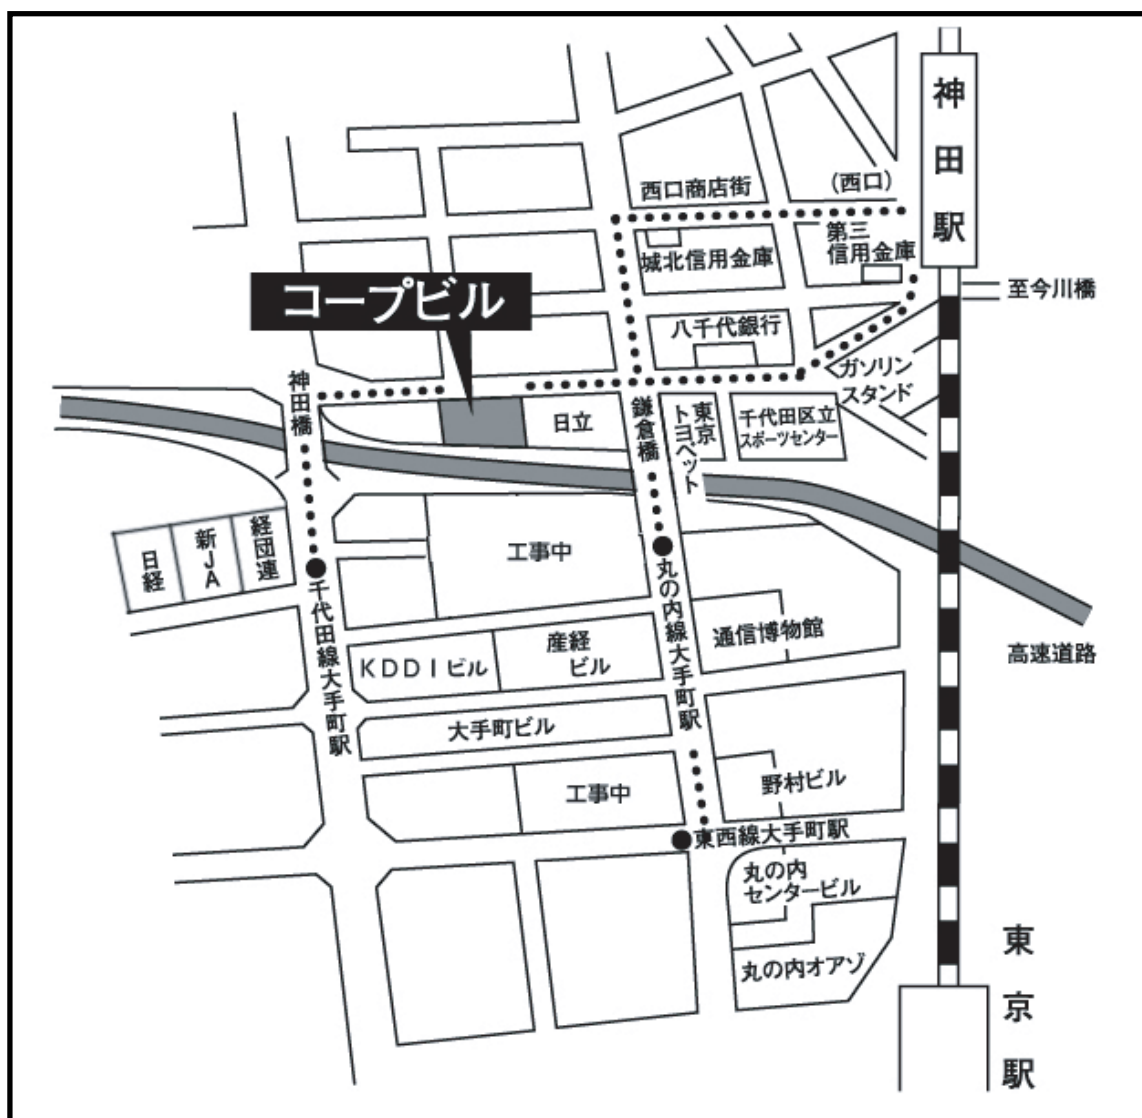 神田駅
西口商店街
(西口)
第三
信用金庫
城北信用金庫
至今川橋
コープビル
八千代銀行
ガソリン
スタンド
神田橋
日立
鎌倉橋
東京
トヨペット
千代田区立
スポーツセンター
日経
新JA
経団連
工事中
千代田線大手町駅
丸の内線大手町駅
通信博物館
高速道路
KDDIビル
産経
ビル
大手町ビル
工事中
野村ビル
東西線大手町駅
丸の内
センタービル
丸の内オアゾ
東京駅